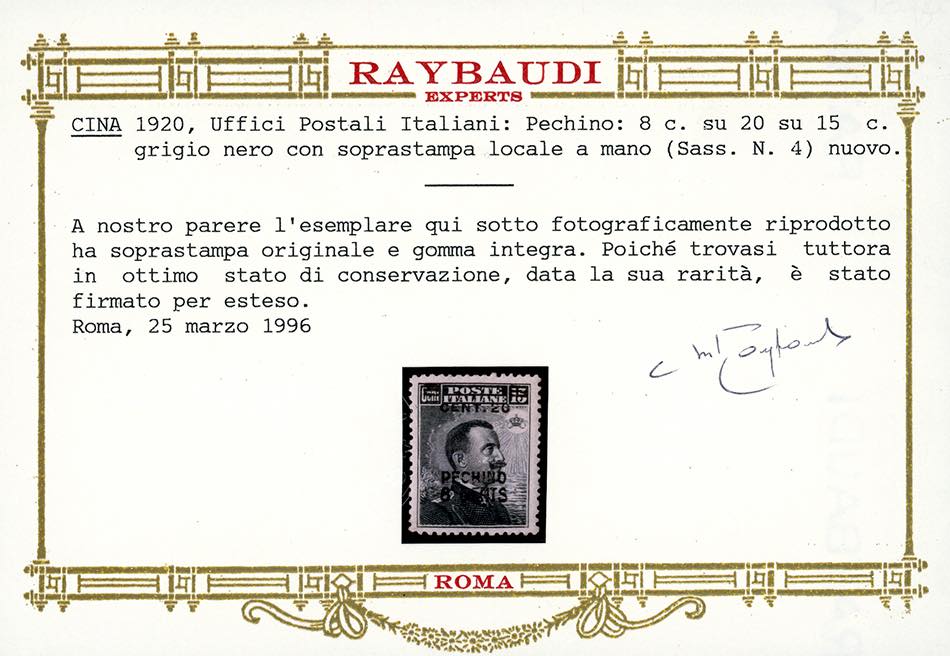 RAYBAUDI
EXPERTS
CINA 1920, Uffici Postali Italiani: Pechino: 8 c. su 20 su 15 c.
grigio nero con soprastampa locale a mano (Sass. N. 4) nuovo.
A nostro parere l'esemplare qui sotto fotograficamente riprodotto
ha soprastampa originale e gomma integra. Poiché trovasi tuttora
in ottimo stato di conservazione, data la sua rarità, è stato
firmato per esteso.
Roma, 25 marzo 1996
POSTE 15
ITALIANE
CENT. 20
PECHINO
8 CENTS
ROMA